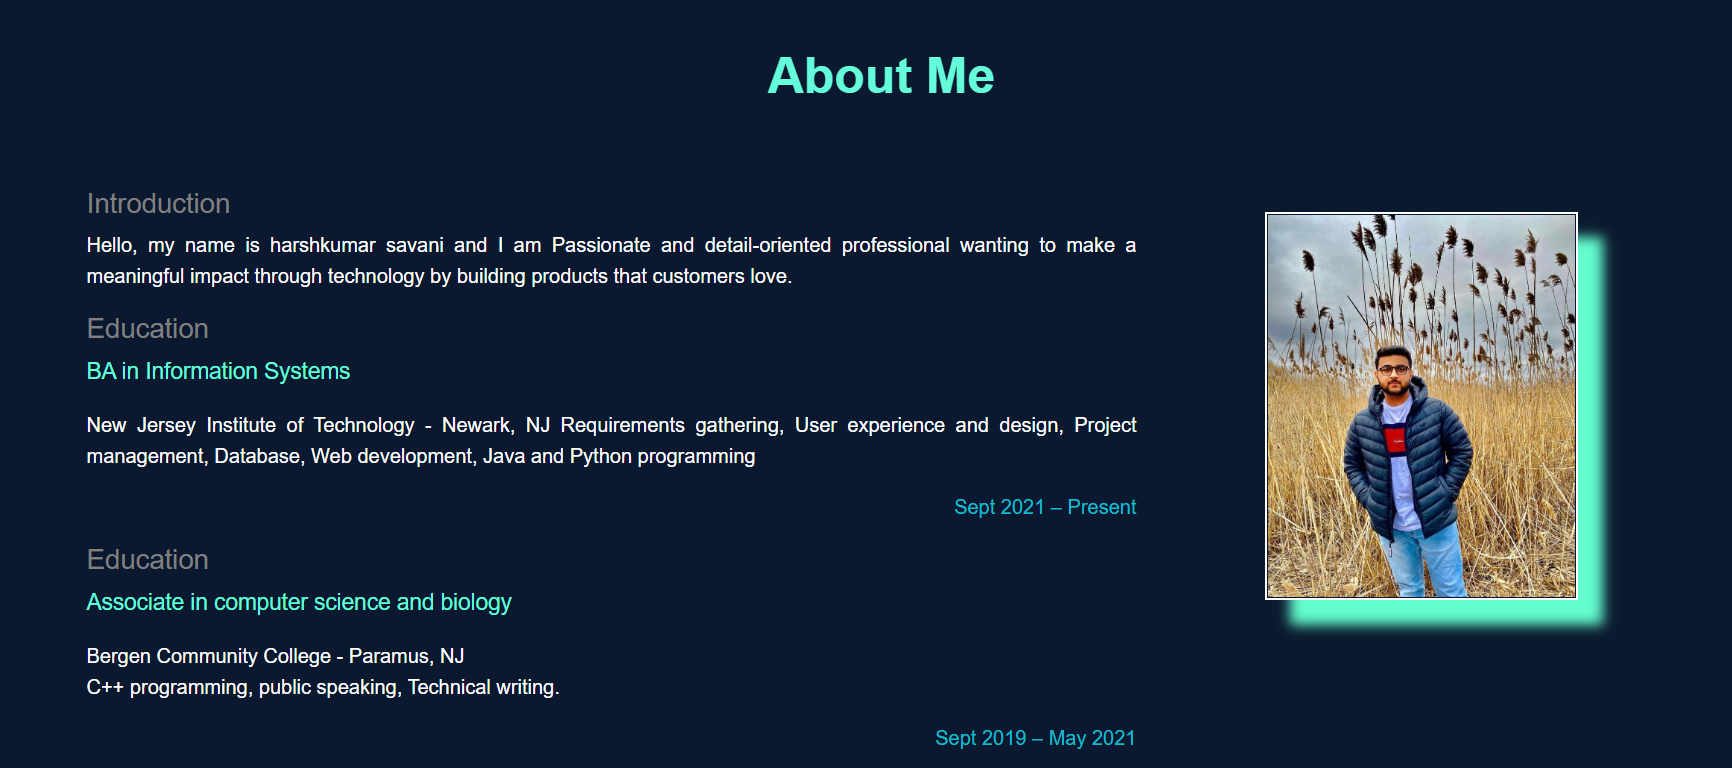 About Me
Introduction
Hello, my name is harshkumar savani and I am Passionate and detail-oriented professional wanting to make a
meaningful impact through technology by building products that customers love.
Education
BA in Information Systems
New Jersey Institute of Technology - Newark, NJ Requirements gathering, User experience and design, Project
management, Database, Web development, Java and Python programming
Sept 2021 – Present
Education
Associate in computer science and biology
Bergen Community College - Paramus, NJ
C++ programming, public speaking, Technical writing.
Sept 2019 – May 2021